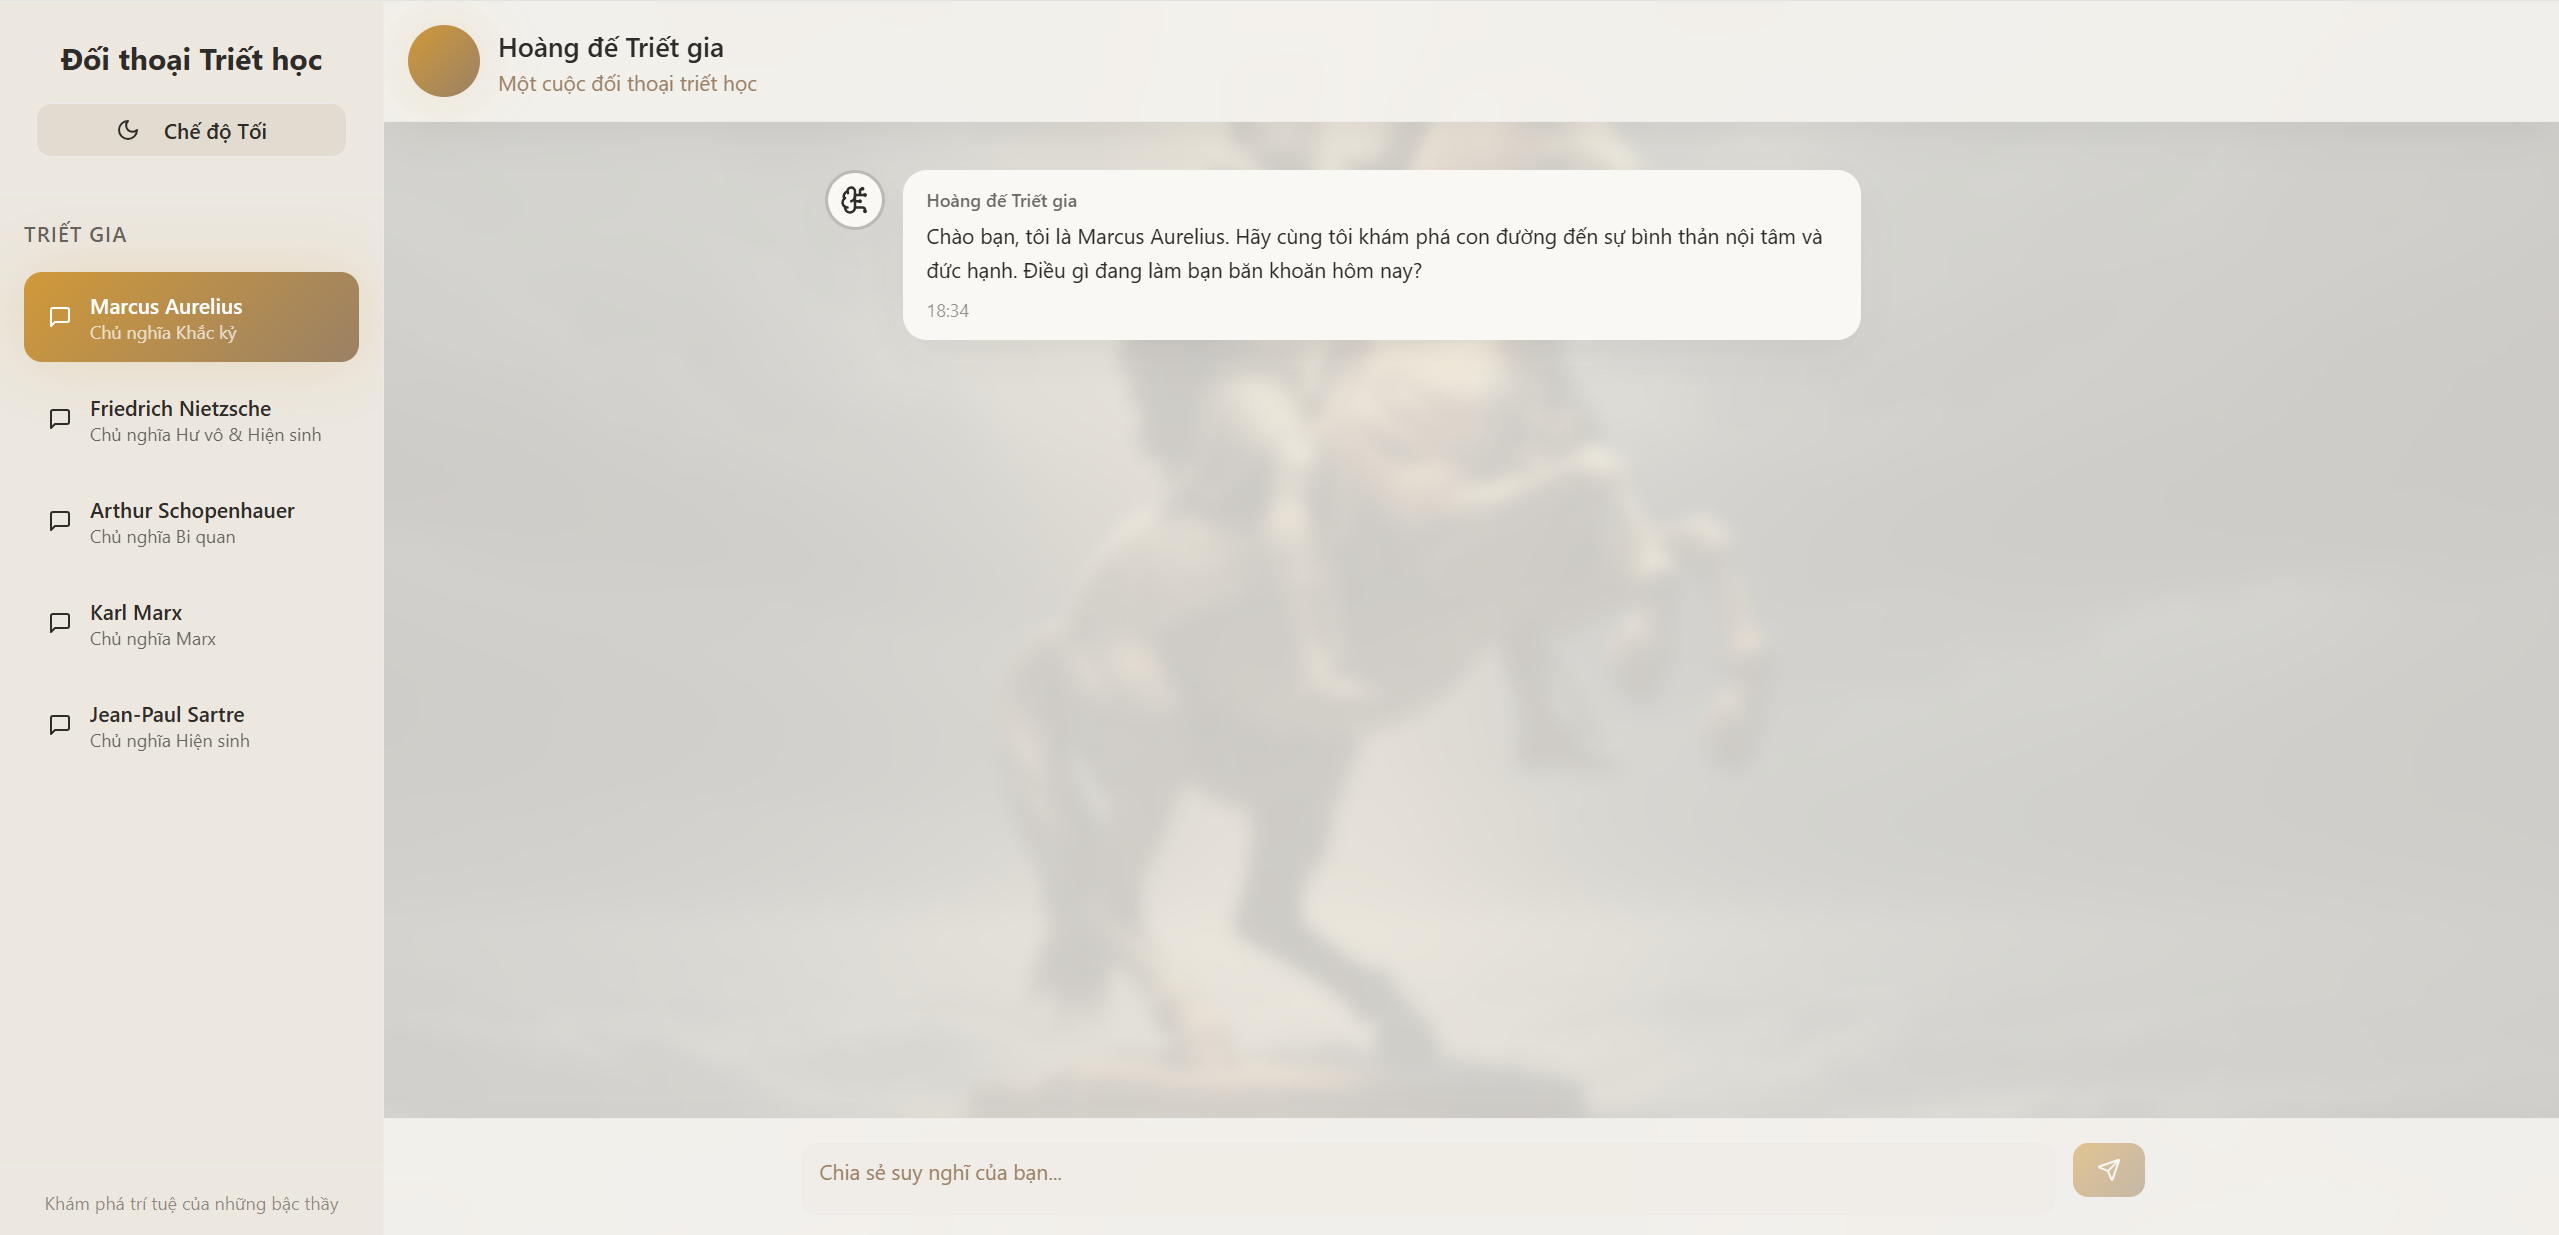 Đối thoại Triết học
Chế độ Tối
TRIẾT GIA
Marcus Aurelius
Chủ nghĩa Khắc kỷ
Friedrich Nietzsche
Chủ nghĩa Hư vô & Hiện sinh
Arthur Schopenhauer
Chủ nghĩa Bi quan
Karl Marx
Chủ nghĩa Marx
Jean-Paul Sartre
Chủ nghĩa Hiện sinh
Khám phá trí tuệ của những bậc thầy
Hoàng đế Triết gia
Một cuộc đối thoại triết học
Hoàng đế Triết gia
Chào bạn, tôi là Marcus Aurelius. Hãy cùng tôi khám phá con đường đến sự bình thản nội tâm và
đức hạnh. Điều gì đang làm bạn băn khoăn hôm nay?
18:34
Chia sẻ suy nghĩ của bạn...